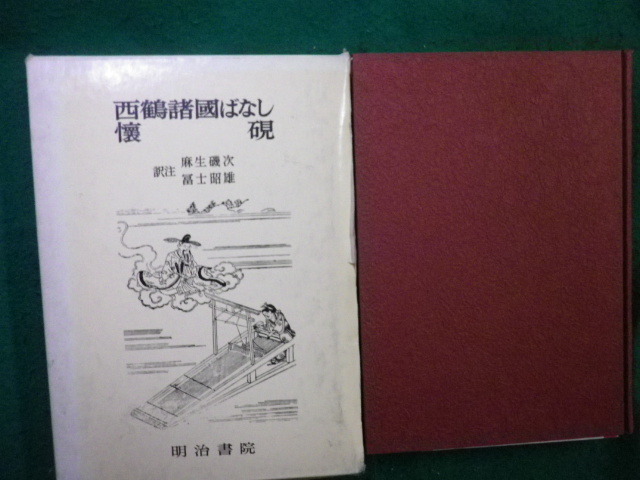 西鶴諸國ばなし
懐硯
訳注 麻生磯次
冨士昭雄
明治書院